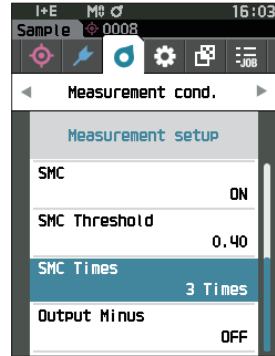 I+E M 16:03
Sample 0008
JOB
Measurement cond.
Measurement setup
SMC
ON
SMC Threshold
0.40
SMC Times
3 Times
Output Minus
OFF